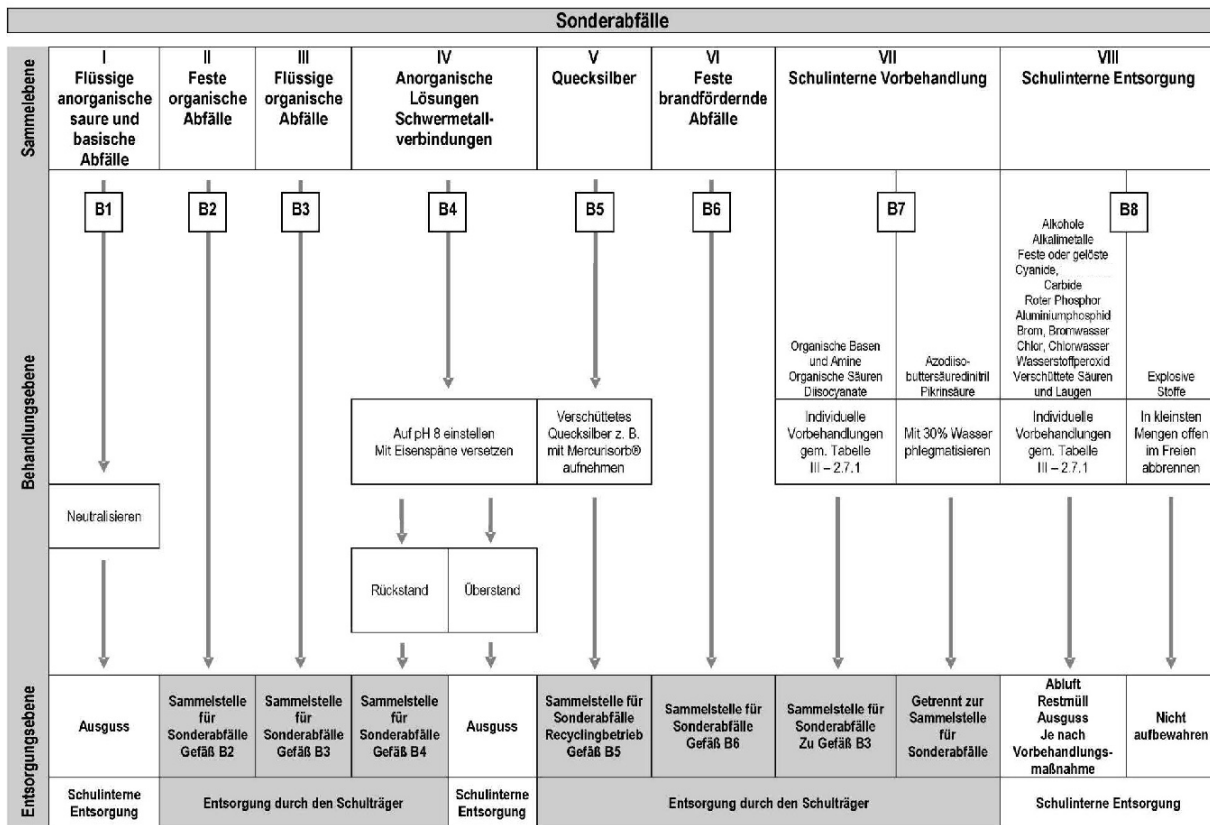 Sonderabfälle
Sammelebene
I
Flüssige
anorganische
saure und
basische
Abfälle
II
Feste
organische
Abfälle
III
Flüssige
organische
Abfälle
IV
Anorganische
Lösungen
Schwermetall-
verbindungen
V
Quecksilber
VI
Feste
brandfördernde
Abfälle
VII
Schulinterne Vorbehandlung
VIII
Schulinterne Entsorgung
Behandlungsebene
B1
B2
B3
B4
B5
B6
B7
B8
Organische Basen
und Amine
Organische Säuren
Diisocyanate
Azodiiso-
buttersäuredinitril
Pikrinsäure
Alkohole
Alkalimetalle
Feste oder gelöste
Cyanide,
Carbide
Roter Phosphor
Aluminiumphosphid
Brom, Bromwasser
Chlor, Chlorwasser
Wasserstoffperoxid
Verschüttete Säuren
und Laugen
Explosive
Stoffe
Neutralisieren
Auf pH 8 einstellen
Mit Eisenspäne versetzen
Verschüttetes
Quecksilber z. B.
mit Mercurisorb®
aufnehmen
Individuelle
Vorbehandlungen
gem. Tabelle
III – 2.7.1
Mit 30% Wasser
phlegmatisieren
Individuelle
Vorbehandlungen
gem. Tabelle
III – 2.7.1
In kleinsten
Mengen offen
im Freien
abbrennen
Rückstand
Überstand
Entsorgungsebene
Ausguss
Sammelstelle
für
Sonderabfälle
Gefäß B2
Sammelstelle
für
Sonderabfälle
Gefäß B3
Sammelstelle
für
Sonderabfälle
Gefäß B4
Ausguss
Sammelstelle für
Sonderabfälle
Recyclingbetrieb
Gefäß B5
Sammelstelle für
Sonderabfälle
Gefäß B6
Sammelstelle für
Sonderabfälle
Zu Gefäß B3
Getrennt zur
Sammelstelle
für
Sonderabfälle
Abluft
Restmüll
Ausguss
Je nach
Vorbehandlungs-
maßnahme
Nicht
aufbewahren
Schulinterne
Entsorgung
Entsorgung durch den Schulträger
Schulinterne
Entsorgung
Entsorgung durch den Schulträger
Schulinterne Entsorgung